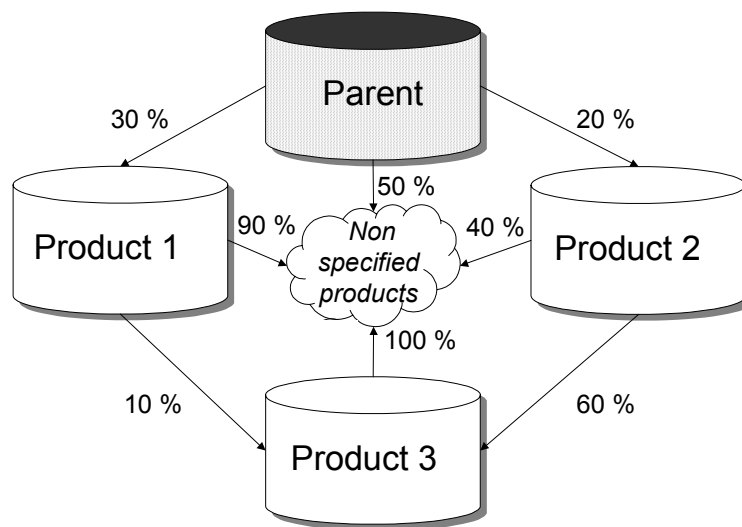 Parent
30 %
20 %
50 %
Product 1
90 %
Non
specified
products
40 %
Product 2
100 %
10 %
60 %
Product 3